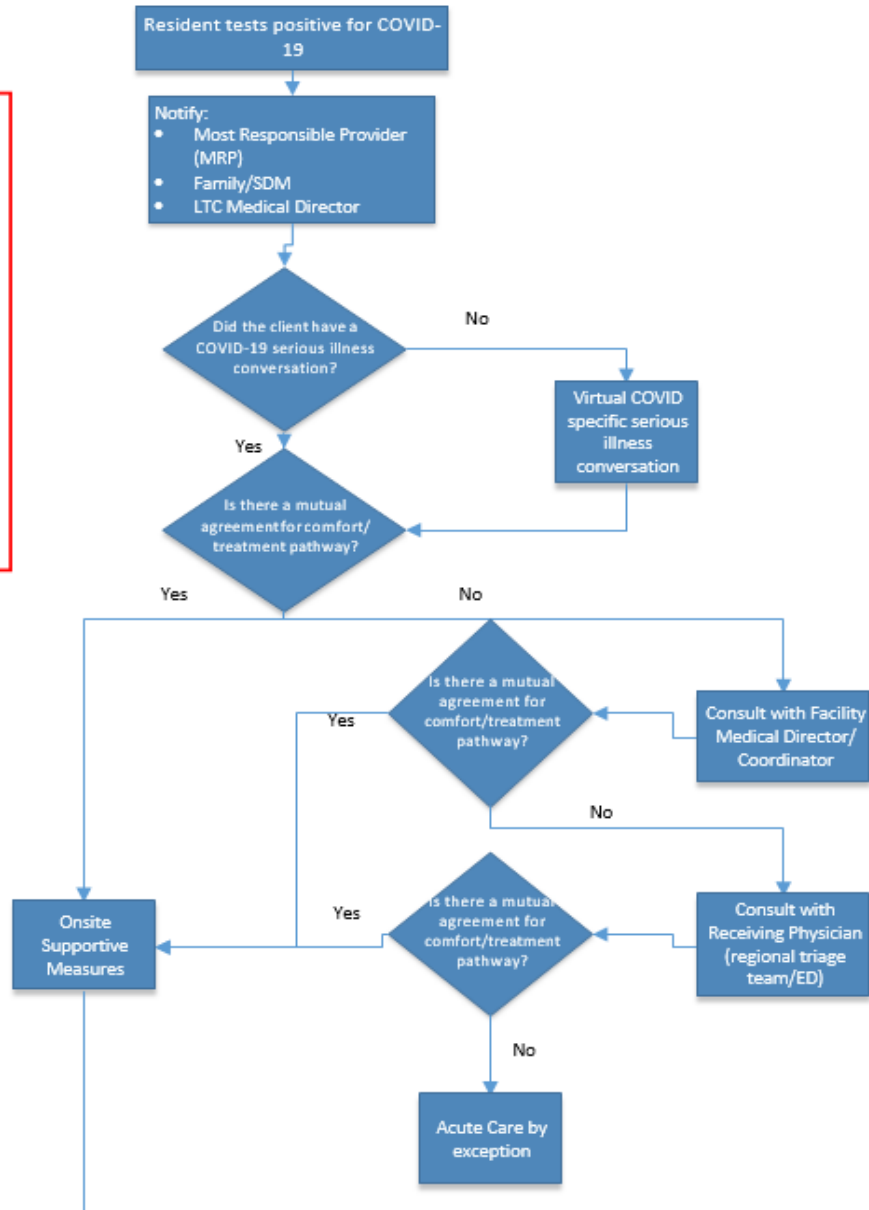 Resident tests positive for COVID-
19
Notify:
• Most Responsible Provider
(MRP)
• Family/SDM
• LTC Medical Director
Did the client have a
COVID-19 serious illness
conversation?
No
Virtual COVID
specific serious
illness
conversation
Yes
Is there a mutual
agreement for comfort/
treatment pathway?
Yes
No
Is there a mutual
agreement for
comfort/treatment
pathway?
Yes
Consult with Facility
Medical Director/
Coordinator
No
Is there a mutual
agreement for
comfort/treatment
pathway?
Yes
Consult with
Receiving Physician
(regional triage
team/ED)
Onsite
Supportive
Measures
No
Acute Care by
exception